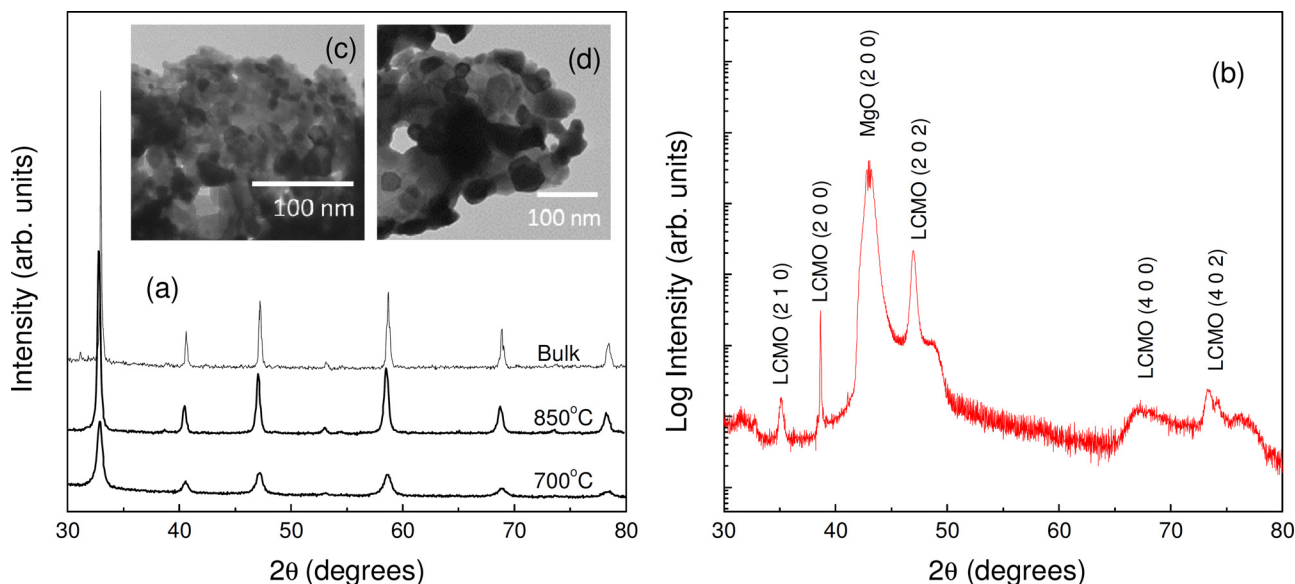 Intensity (arb. units)
(c)
100 nm
(d)
100 nm
(a)
Bulk
850°C
700°C
30 40 50 60 70 80
2θ (degrees)
Log Intensity (arb. units)
(b)
LCMO (2 1 0)
LCMO (2 0 0)
MgO (2 0 0)
LCMO (2 0 2)
LCMO (4 0 0)
LCMO (4 0 2)
30 40 50 60 70 80
2θ (degrees)